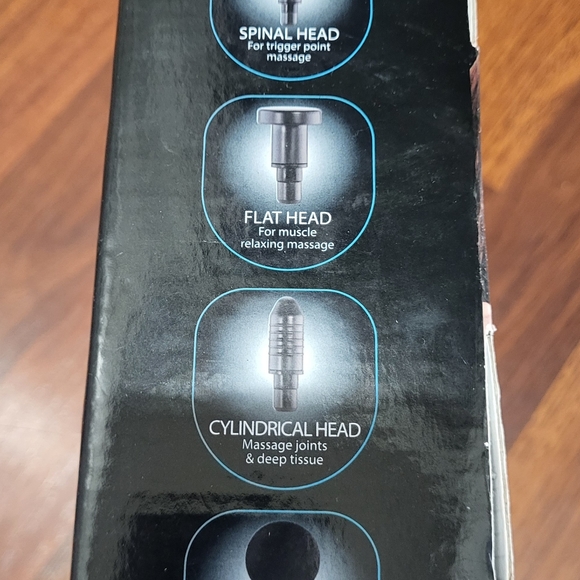 SPINAL HEAD
For trigger point
massage
FLAT HEAD
For muscle
relaxing massage
CYLINDRICAL HEAD
Massage joints
& deep tissue